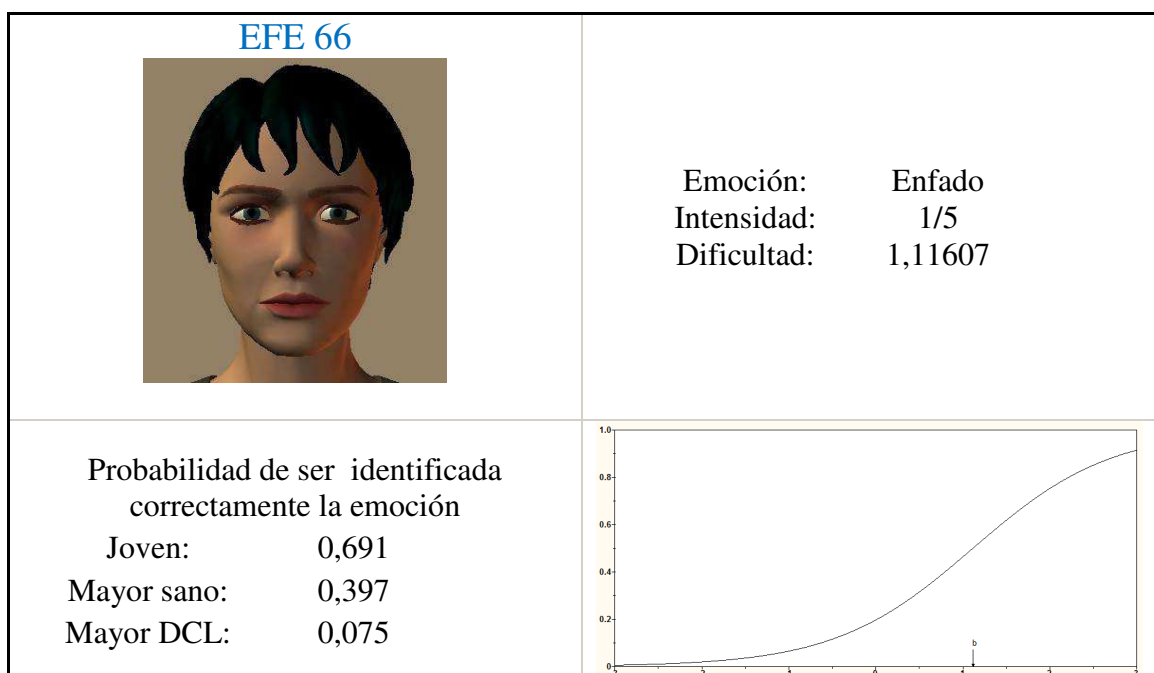 EFE 66
Emoción: Enfado
Intensidad: 1/5
Dificultad: 1,11607
Probabilidad de ser identificada
correctamente la emoción
Joven: 0,691
Mayor sano: 0,397
Mayor DCL: 0,075
1.0
0.8
0.6
0.4
0.2
0
b